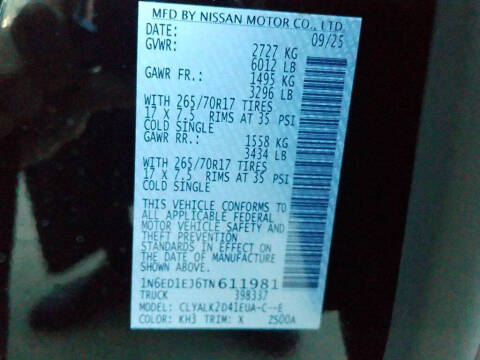 MFD BY NISSAN MOTOR CO., LTD.
DATE: 09/25
GVWR: 2727 KG
6012 LB
GAWR FR.: 1495 KG
3296 LB
WITH 265/70R17 TIRES
17 X 7.5 RIMS AT 35 PSI
COLD SINGLE
GAWR RR.: 1558 KG
3434 LB
WITH 265/70R17 TIRES
17 X 7.5 RIMS AT 35 PSI
COLD SINGLE
THIS VEHICLE CONFORMS TO
ALL APPLICABLE FEDERAL
MOTOR VEHICLE SAFETY AND
THEFT PREVENTION
STANDARDS IN EFFECT ON
THE DATE OF MANUFACTURE
SHOWN ABOVE.
1N6ED1EJ6TN611981
TRUCK 398337
MODEL: CLYALK2D41EUA-C--E
COLOR: KH3 TRIM: X 2500A